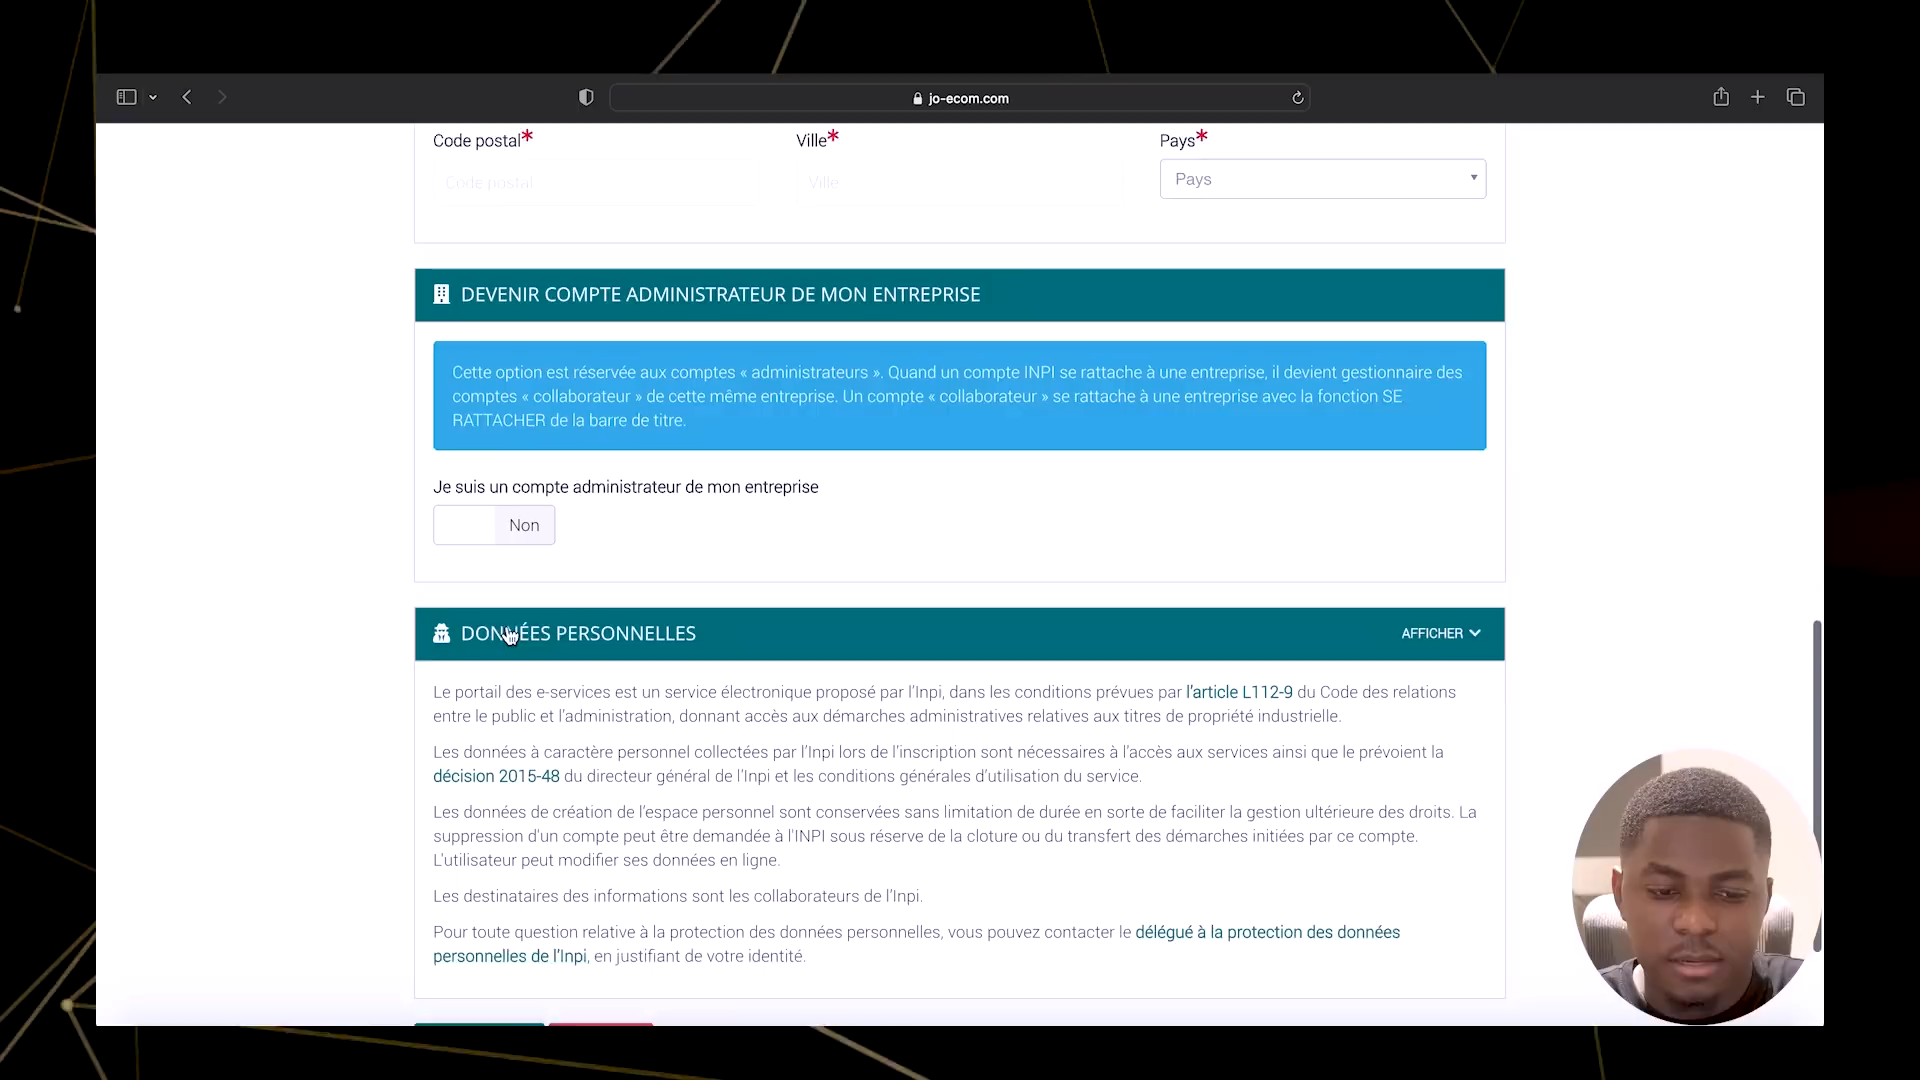 jo-ecom.com
Code postal* Ville* Pays*
Code postal Ville Pays
DEVENIR COMPTE ADMINISTRATEUR DE MON ENTREPRISE
Cette option est réservée aux comptes « administrateurs ». Quand un compte INPI se rattache à une entreprise, il devient gestionnaire des
comptes « collaborateur » de cette même entreprise. Un compte « collaborateur » se rattache à une entreprise avec la fonction SE
RATTACHER de la barre de titre.
Je suis un compte administrateur de mon entreprise
Non
DONNÉES PERSONNELLES AFFICHER
Le portail des e-services est un service électronique proposé par l'Inpi, dans les conditions prévues par l'article L112-9 du Code des relations
entre le public et l'administration, donnant accès aux démarches administratives relatives aux titres de propriété industrielle.
Les données à caractère personnel collectées par l'Inpi lors de l'inscription sont nécessaires à l'accès aux services ainsi que le prévoient la
décision 2015-48 du directeur général de l'Inpi et les conditions générales d'utilisation du service.
Les données de création de l'espace personnel sont conservées sans limitation de durée en sorte de faciliter la gestion ultérieure des droits. La
suppression d'un compte peut être demandée à l'INPI sous réserve de la cloture ou du transfert des démarches initiées par ce compte.
L'utilisateur peut modifier ses données en ligne.
Les destinataires des informations sont les collaborateurs de l'Inpi.
Pour toute question relative à la protection des données personnelles, vous pouvez contacter le délégué à la protection des données
personnelles de l'Inpi, en justifiant de votre identité.